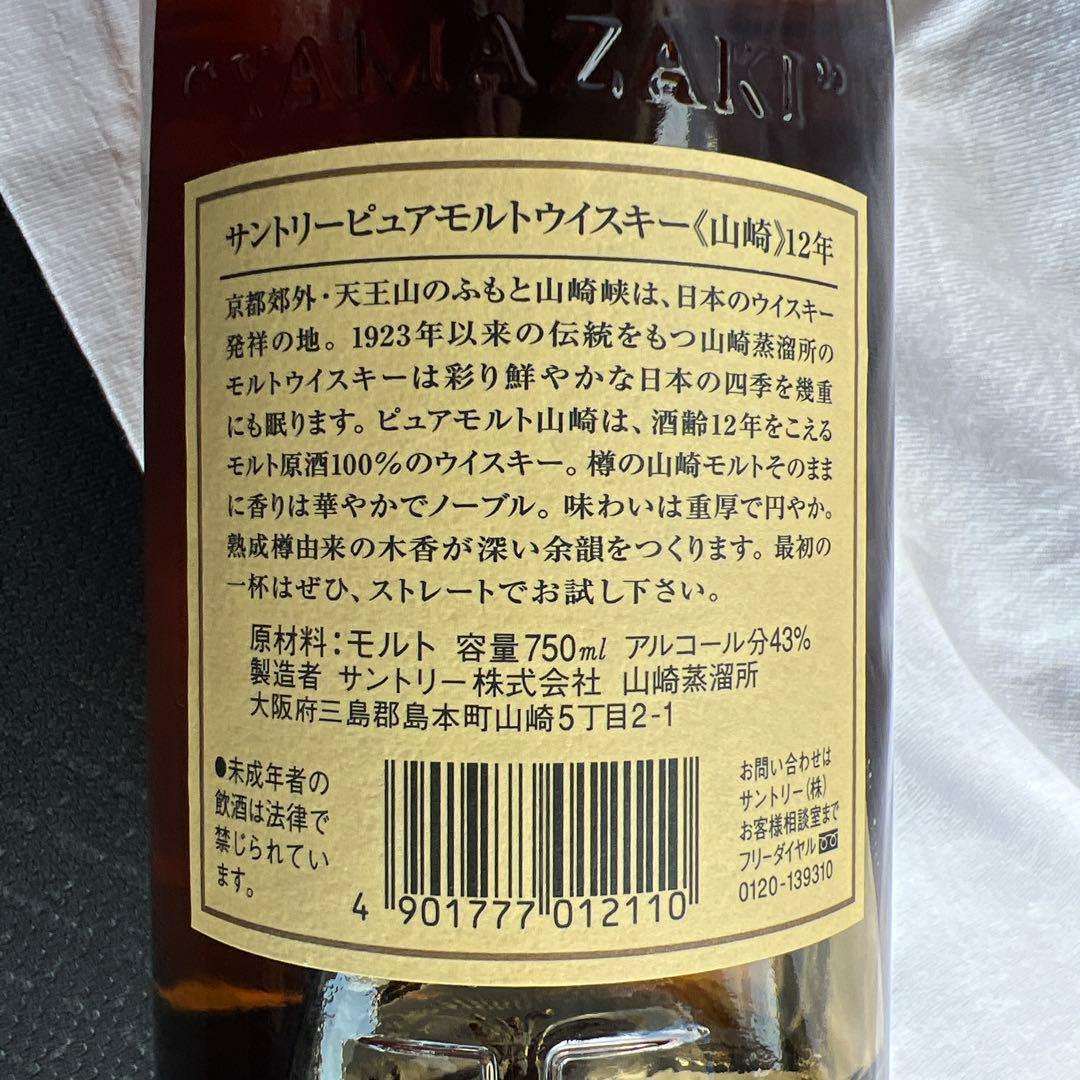 "YAMAZAKI"
サントリーピュアモルトウイスキー《山崎》12年
京都郊外・天王山のふもと山崎峡は、日本のウイスキー
発祥の地。1923年以来の伝統をもつ山崎蒸溜所の
モルトウイスキーは彩り鮮やかな日本の四季を幾重
にも眠ります。ピュアモルト山崎は、酒齢12年をこえる
モルト原酒100%のウイスキー。樽の山崎モルトそのまま
に香りは華やかでノーブル。味わいは重厚で円やか。
熟成樽由来の木香が深い余韻をつくります。最初の
一杯はぜひ、ストレートでお試し下さい。
原材料：モルト 容量750ml アルコール分43%
製造者 サントリー株式会社 山崎蒸溜所
大阪府三島郡島本町山崎5丁目2-1
●未成年者の
飲酒は法律で
禁じられてい
ます。
4 901777 012110
お問い合わせは
サントリー(株)
お客様相談室まで
フリーダイヤル
0120-139310